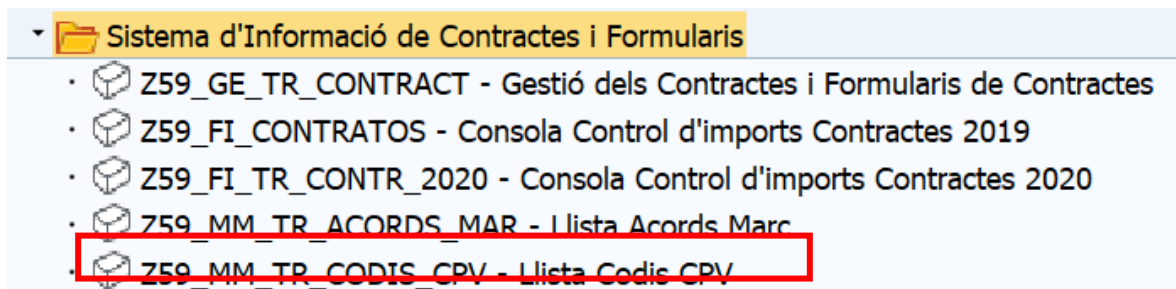 Sistema d'Informació de Contractes i Formularis
Z59_GE_TR_CONTRACT - Gestió dels Contractes i Formularis de Contractes
Z59_FI_CONTRATOS - Consola Control d'imports Contractes 2019
Z59_FI_TR_CONTR_2020 - Consola Control d'imports Contractes 2020
Z59_MM_TR_ACORDS_MAR - Llista Acords Marc
Z59_MM_TR_CODIS_CPV - Llista Codis CPV